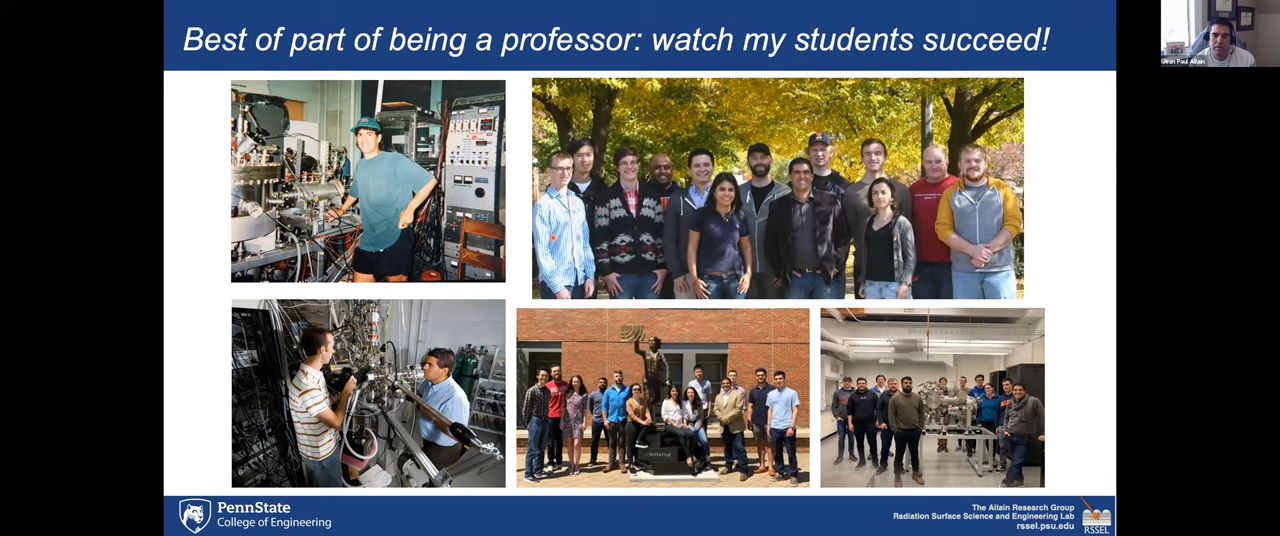 Best of part of being a professor: watch my students succeed!
Jean Paul Allain
PennState
College of Engineering
The Allain Research Group
Radiation Surface Science and Engineering Lab
rssel.psu.edu
RSSEL